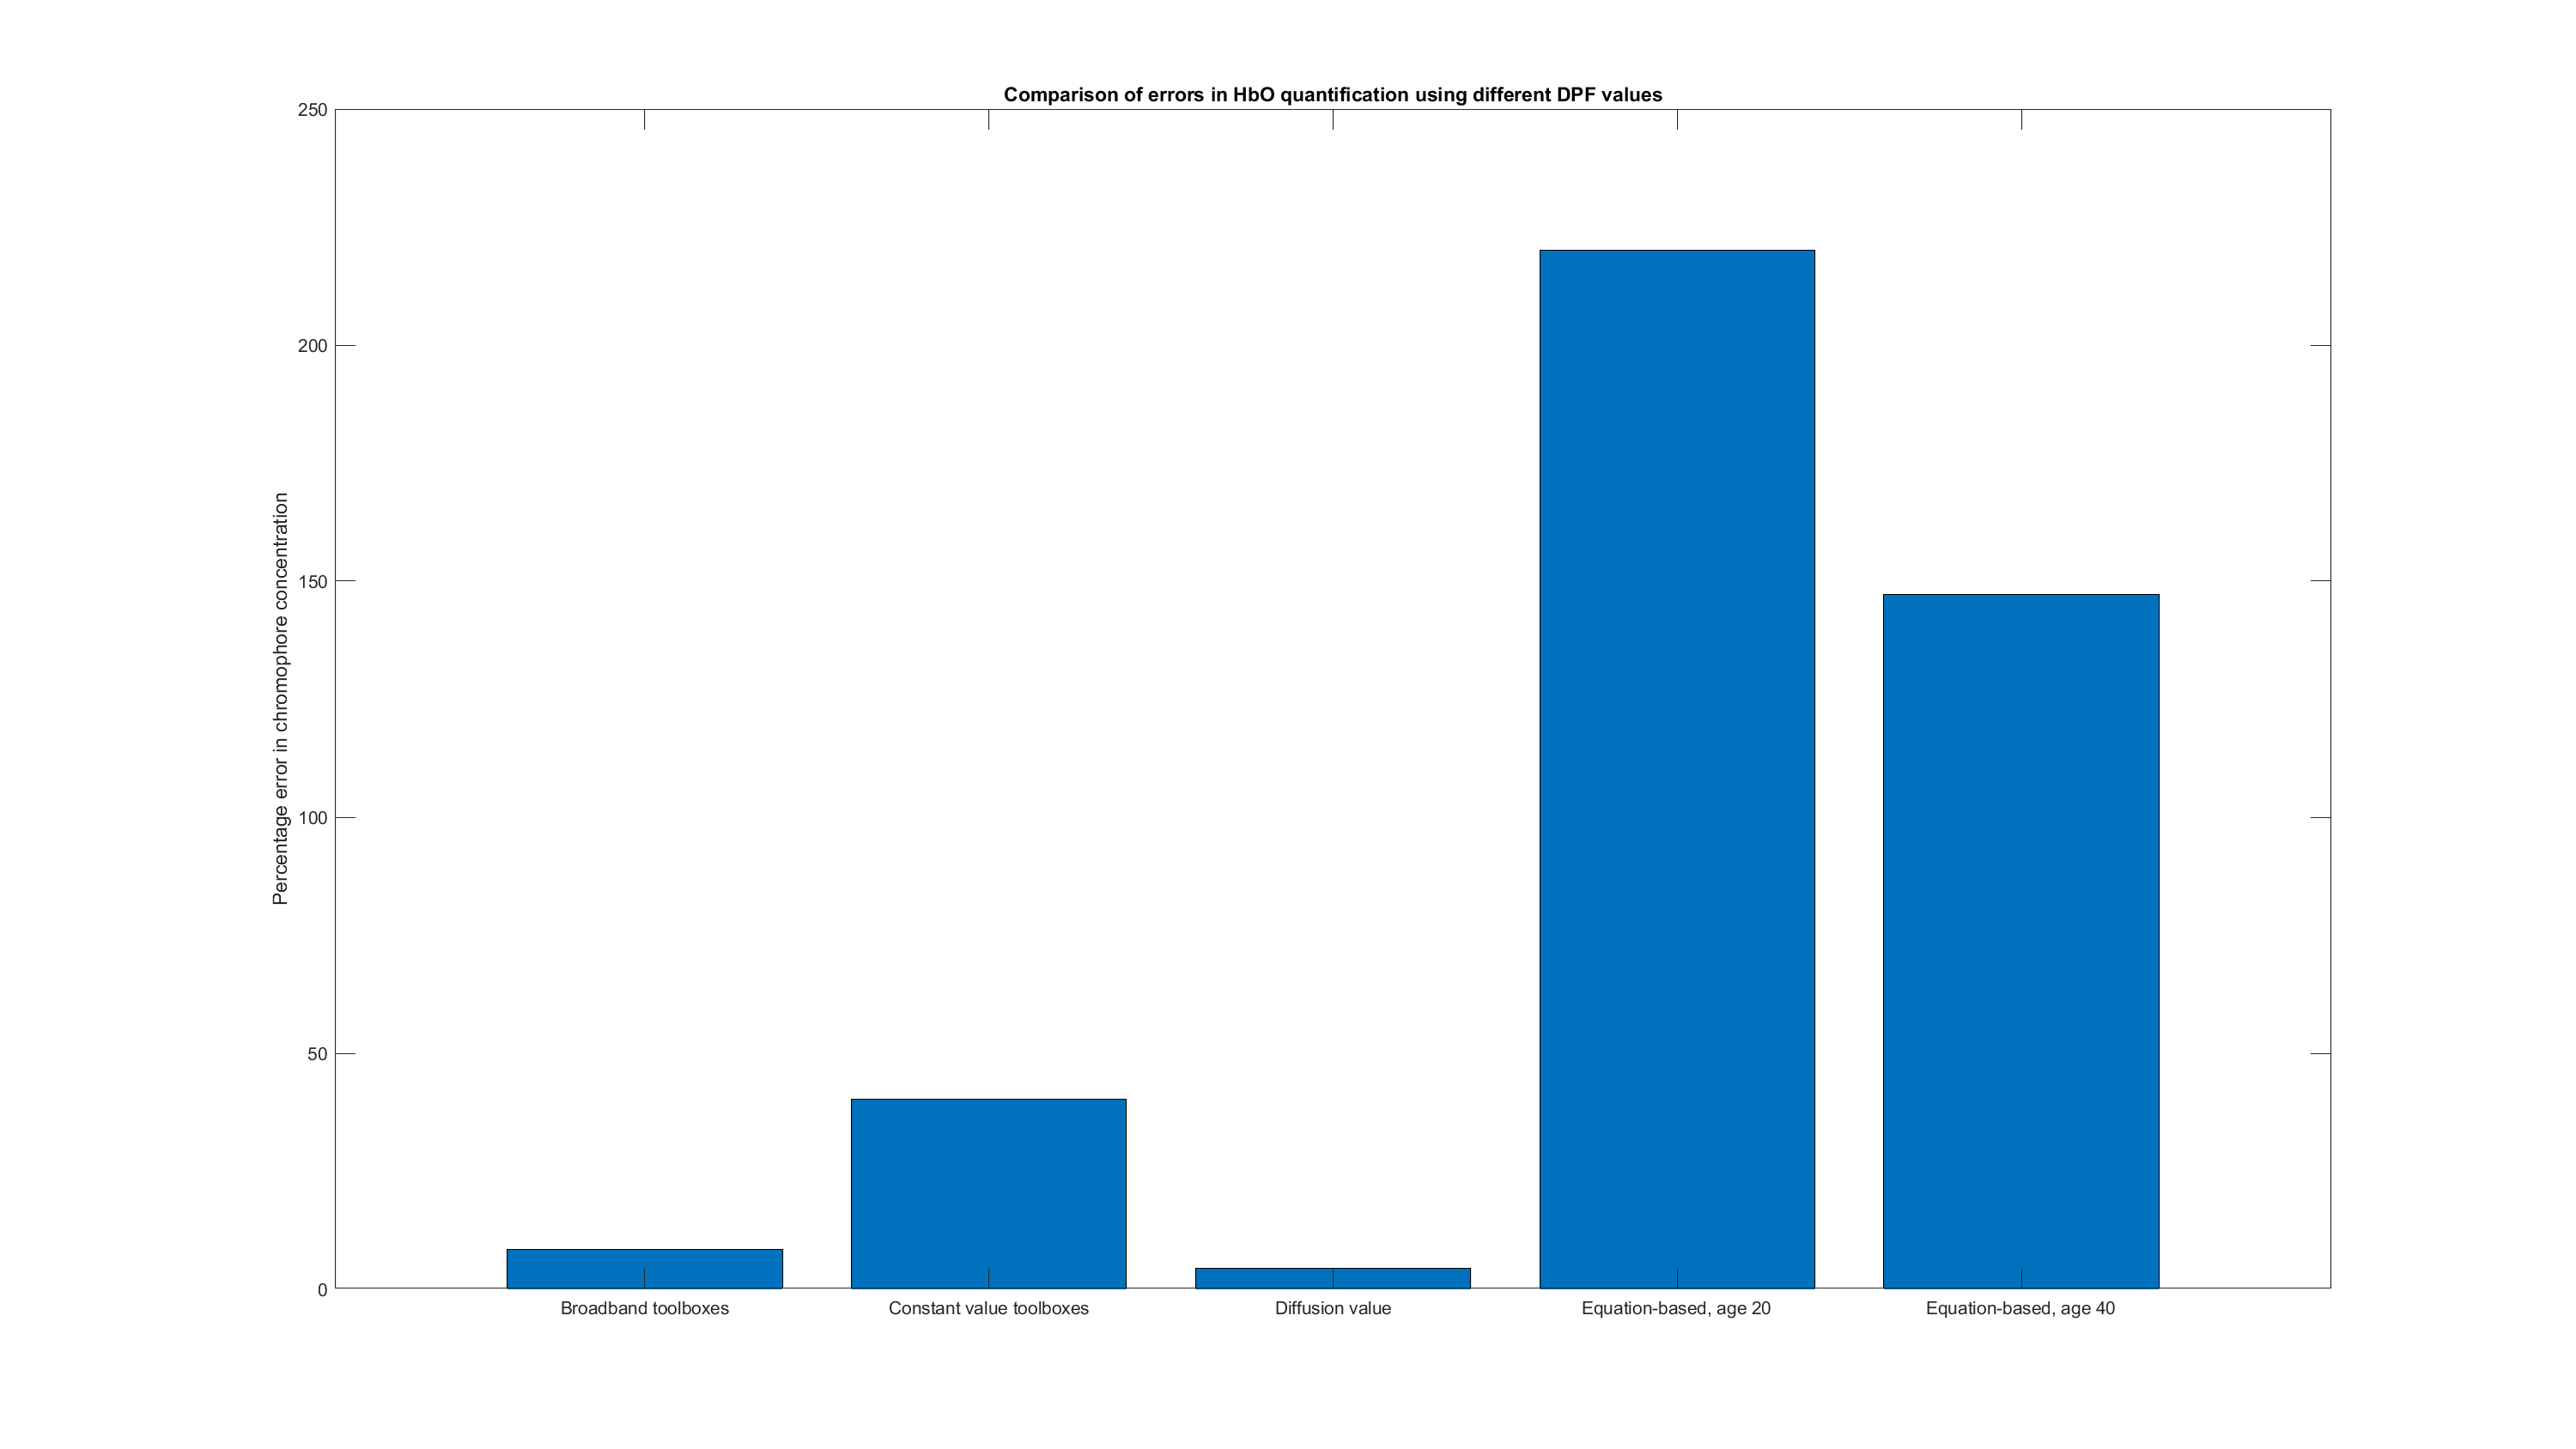 Comparison of errors in HbO quantification using different DPF values
Percentage error in chromophore concentration
250
200
150
100
50
0
Broadband toolboxes
Constant value toolboxes
Diffusion value
Equation-based, age 20
Equation-based, age 40